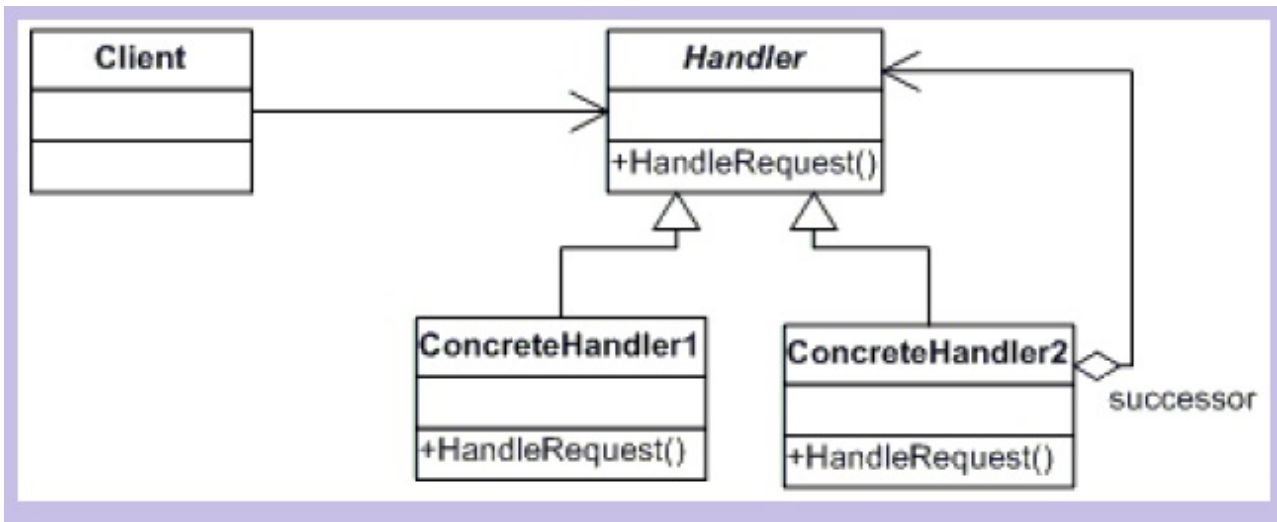 Client
Handler
+HandleRequest()
ConcreteHandler1
+HandleRequest()
ConcreteHandler2
+HandleRequest()
successor